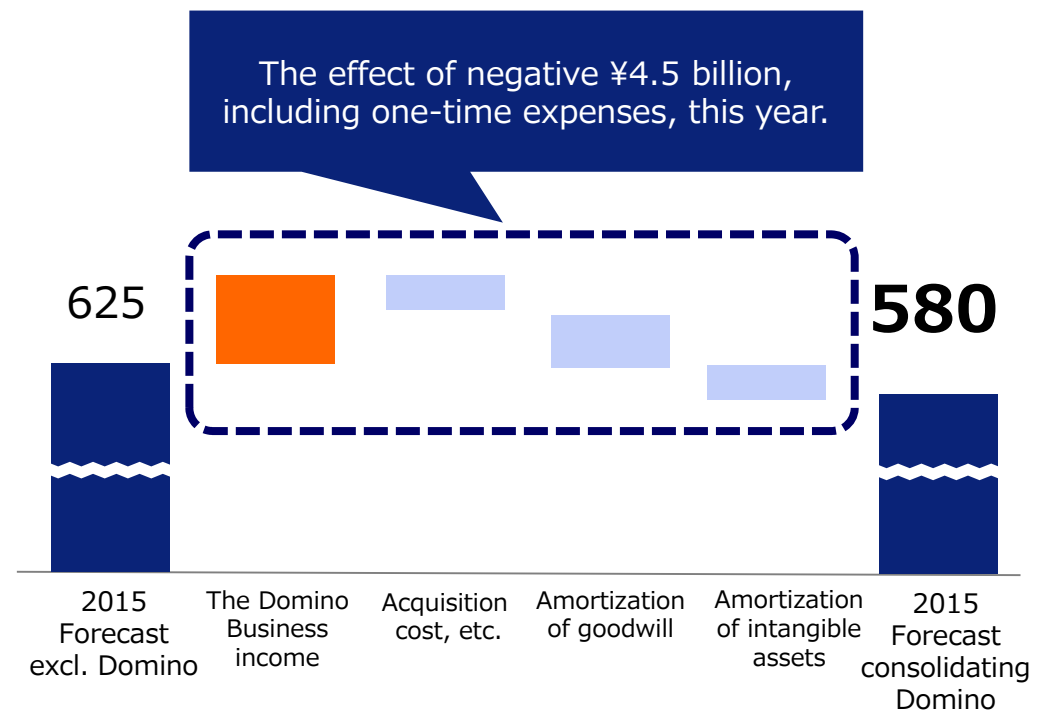 The effect of negative ¥4.5 billion,
including one-time expenses, this year.
625
580
2015
Forecast
excl. Domino
The Domino
Business
income
Acquisition
cost, etc.
Amortization
of goodwill
Amortization
of intangible
assets
2015
Forecast
consolidating
Domino